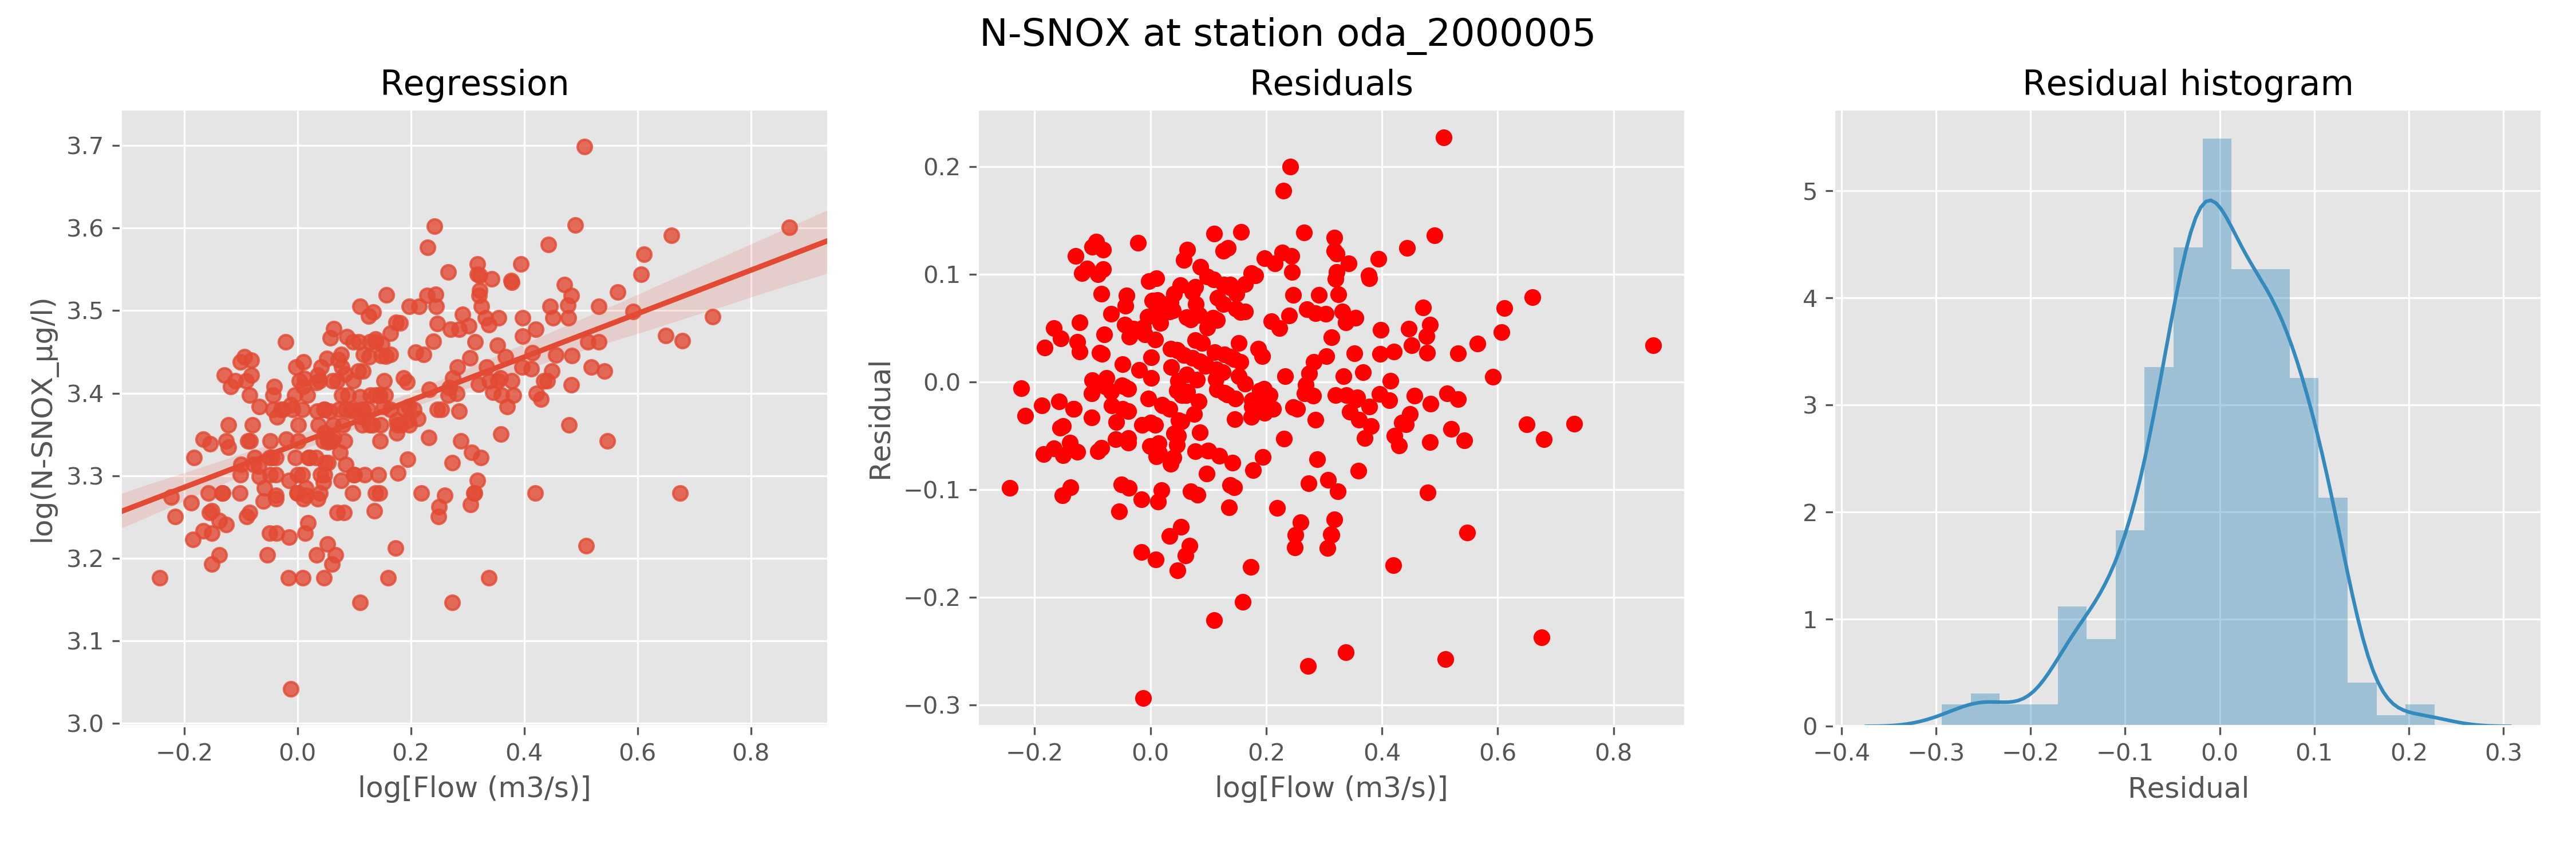 N-SNOX at station oda_2000005
Regression
3.7
3.6
3.5
3.4
3.3
3.2
3.1
3.0
log(N-SNOX_µg/l)
−0.2 0.0 0.2 0.4 0.6 0.8
log[Flow (m3/s)]
Residuals
0.2
0.1
0.0
−0.1
−0.2
−0.3
Residual
−0.2 0.0 0.2 0.4 0.6 0.8
log[Flow (m3/s)]
Residual histogram
5
4
3
2
1
0
−0.4 −0.3 −0.2 −0.1 0.0 0.1 0.2 0.3
Residual